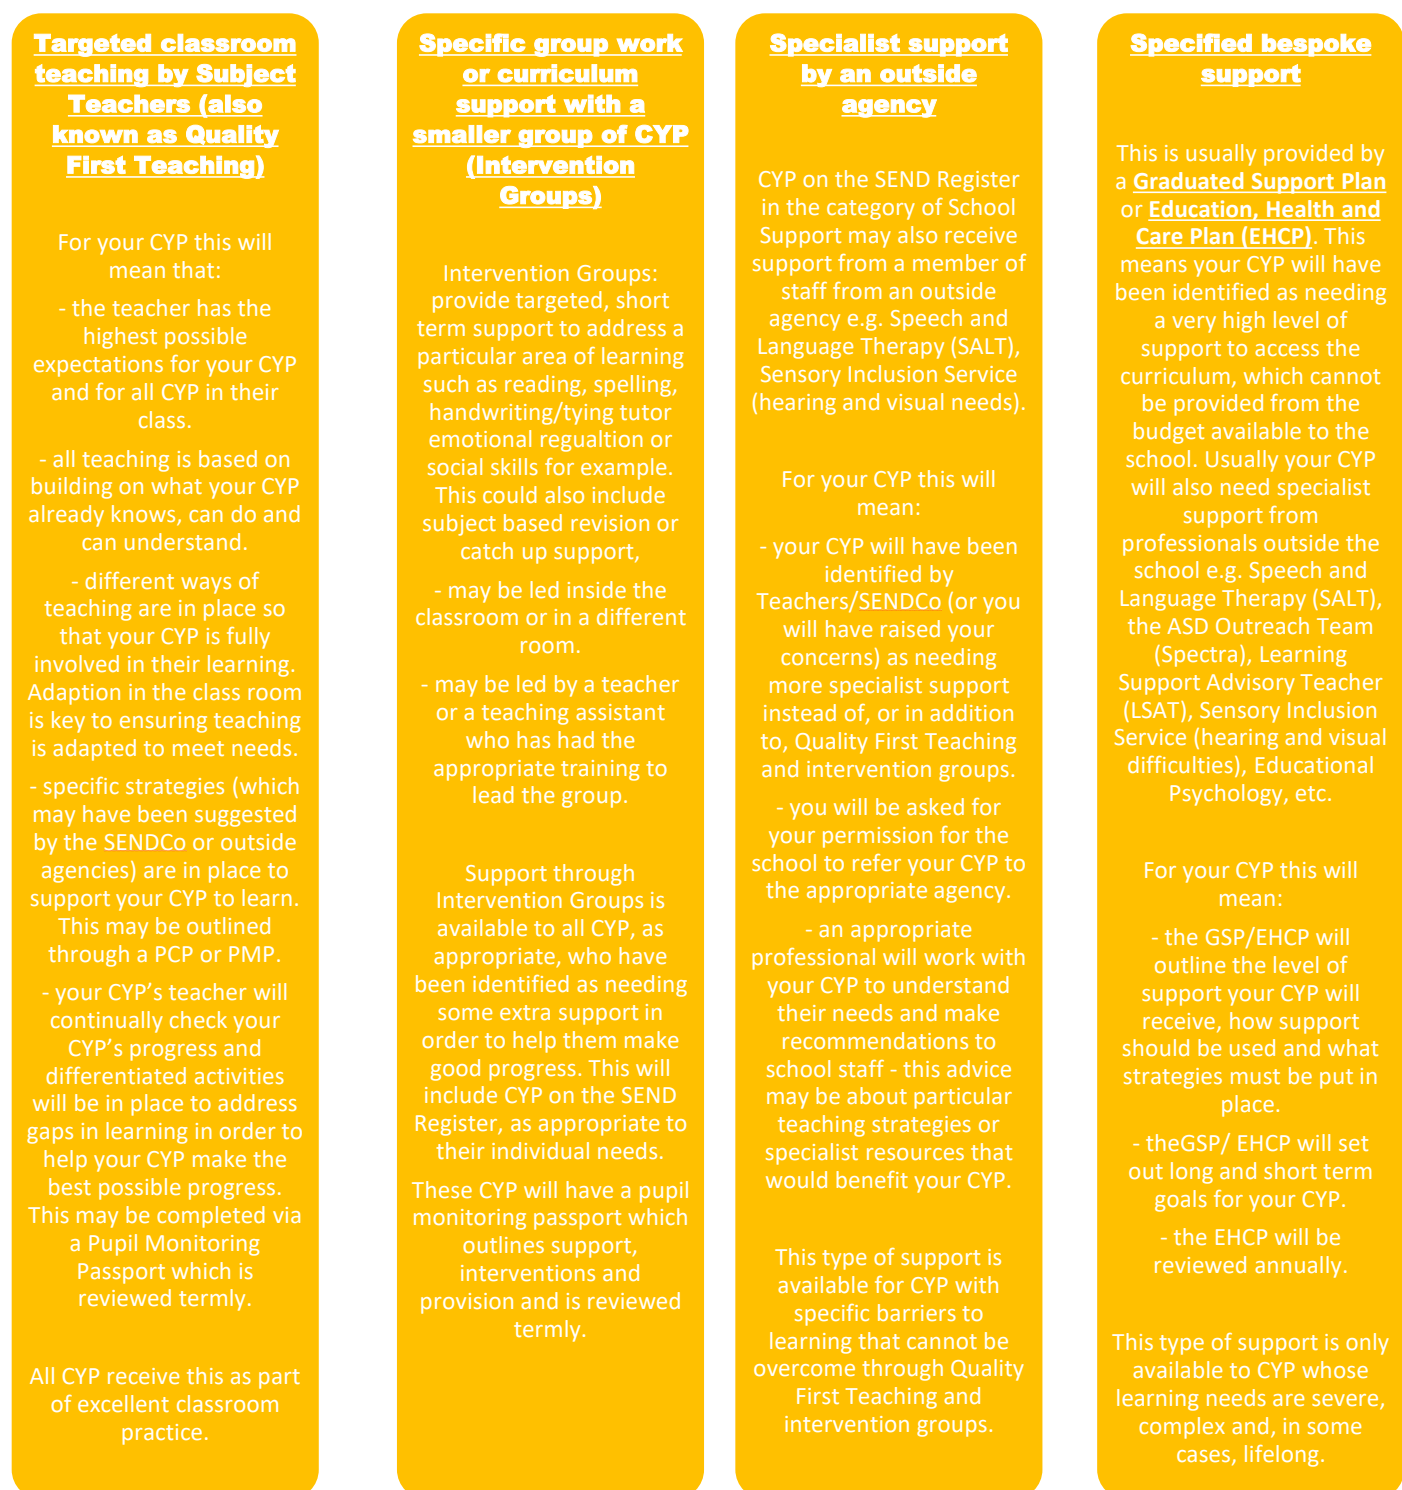 Targeted classroom
teaching by Subject
Teachers (also
known as Quality
First Teaching)
For your CYP this will
mean that:
- the teacher has the
highest possible
expectations for your CYP
and for all CYP in their
class.
- all teaching is based on
building on what your CYP
already knows, can do and
can understand.
- different ways of
teaching are in place so
that your CYP is fully
involved in their learning.
Adaption in the class room
is key to ensuring teaching
is adapted to meet needs.
- specific strategies (which
may have been suggested
by the SENDCo or outside
agencies) are in place to
support your CYP to learn.
This may be outlined
through a PCP or PMP.
- your CYP’s teacher will
continually check your
CYP’s progress and
differentiated activities
will be in place to address
gaps in learning in order to
help your CYP make the
best possible progress.
This may be completed via
a Pupil Monitoring
Passport which is
reviewed termly.
All CYP receive this as part
of excellent classroom
practice.
Specific group work
or curriculum
support with a
smaller group of CYP
(Intervention
Groups)
Intervention Groups:
provide targeted, short
term support to address a
particular area of learning
such as reading, spelling,
handwriting/tying tutor
emotional regualtion or
social skills for example.
This could also include
subject based revision or
catch up support,
- may be led inside the
classroom or in a different
room.
- may be led by a teacher
or a teaching assistant
who has had the
appropriate training to
lead the group.
Support through
Intervention Groups is
available to all CYP, as
appropriate, who have
been identified as needing
some extra support in
order to help them make
good progress. This will
include CYP on the SEND
Register, as appropriate to
their individual needs.
These CYP will have a pupil
monitoring passport which
outlines support,
interventions and
provision and is reviewed
termly.
Specialist support
by an outside
agency
CYP on the SEND Register
in the category of School
Support may also receive
support from a member of
staff from an outside
agency e.g. Speech and
Language Therapy (SALT),
Sensory Inclusion Service
(hearing and visual needs).
For your CYP this will
mean:
- your CYP will have been
identified by
Teachers/SENDCo (or you
will have raised your
concerns) as needing
more specialist support
instead of, or in addition
to, Quality First Teaching
and intervention groups.
- you will be asked for
your permission for the
school to refer your CYP to
the appropriate agency.
- an appropriate
professional will work with
your CYP to understand
their needs and make
recommendations to
school staff - this advice
may be about particular
teaching strategies or
specialist resources that
would benefit your CYP.
This type of support is
available for CYP with
specific barriers to
learning that cannot be
overcome through Quality
First Teaching and
intervention groups.
Specified bespoke
support
This is usually provided by
a Graduated Support Plan
or Education, Health and
Care Plan (EHCP). This
means your CYP will have
been identified as needing
a very high level of
support to access the
curriculum, which cannot
be provided from the
budget available to the
school. Usually your CYP
will also need specialist
support from
professionals outside the
school e.g. Speech and
Language Therapy (SALT),
the ASD Outreach Team
(Spectra), Learning
Support Advisory Teacher
(LSAT), Sensory Inclusion
Service (hearing and visual
difficulties), Educational
Psychology, etc.
For your CYP this will
mean:
- the GSP/EHCP will
outline the level of
support your CYP will
receive, how support
should be used and what
strategies must be put in
place.
- theGSP/ EHCP will set
out long and short term
goals for your CYP.
- the EHCP will be
reviewed annually.
This type of support is only
available to CYP whose
learning needs are severe,
complex and, in some
cases, lifelong.